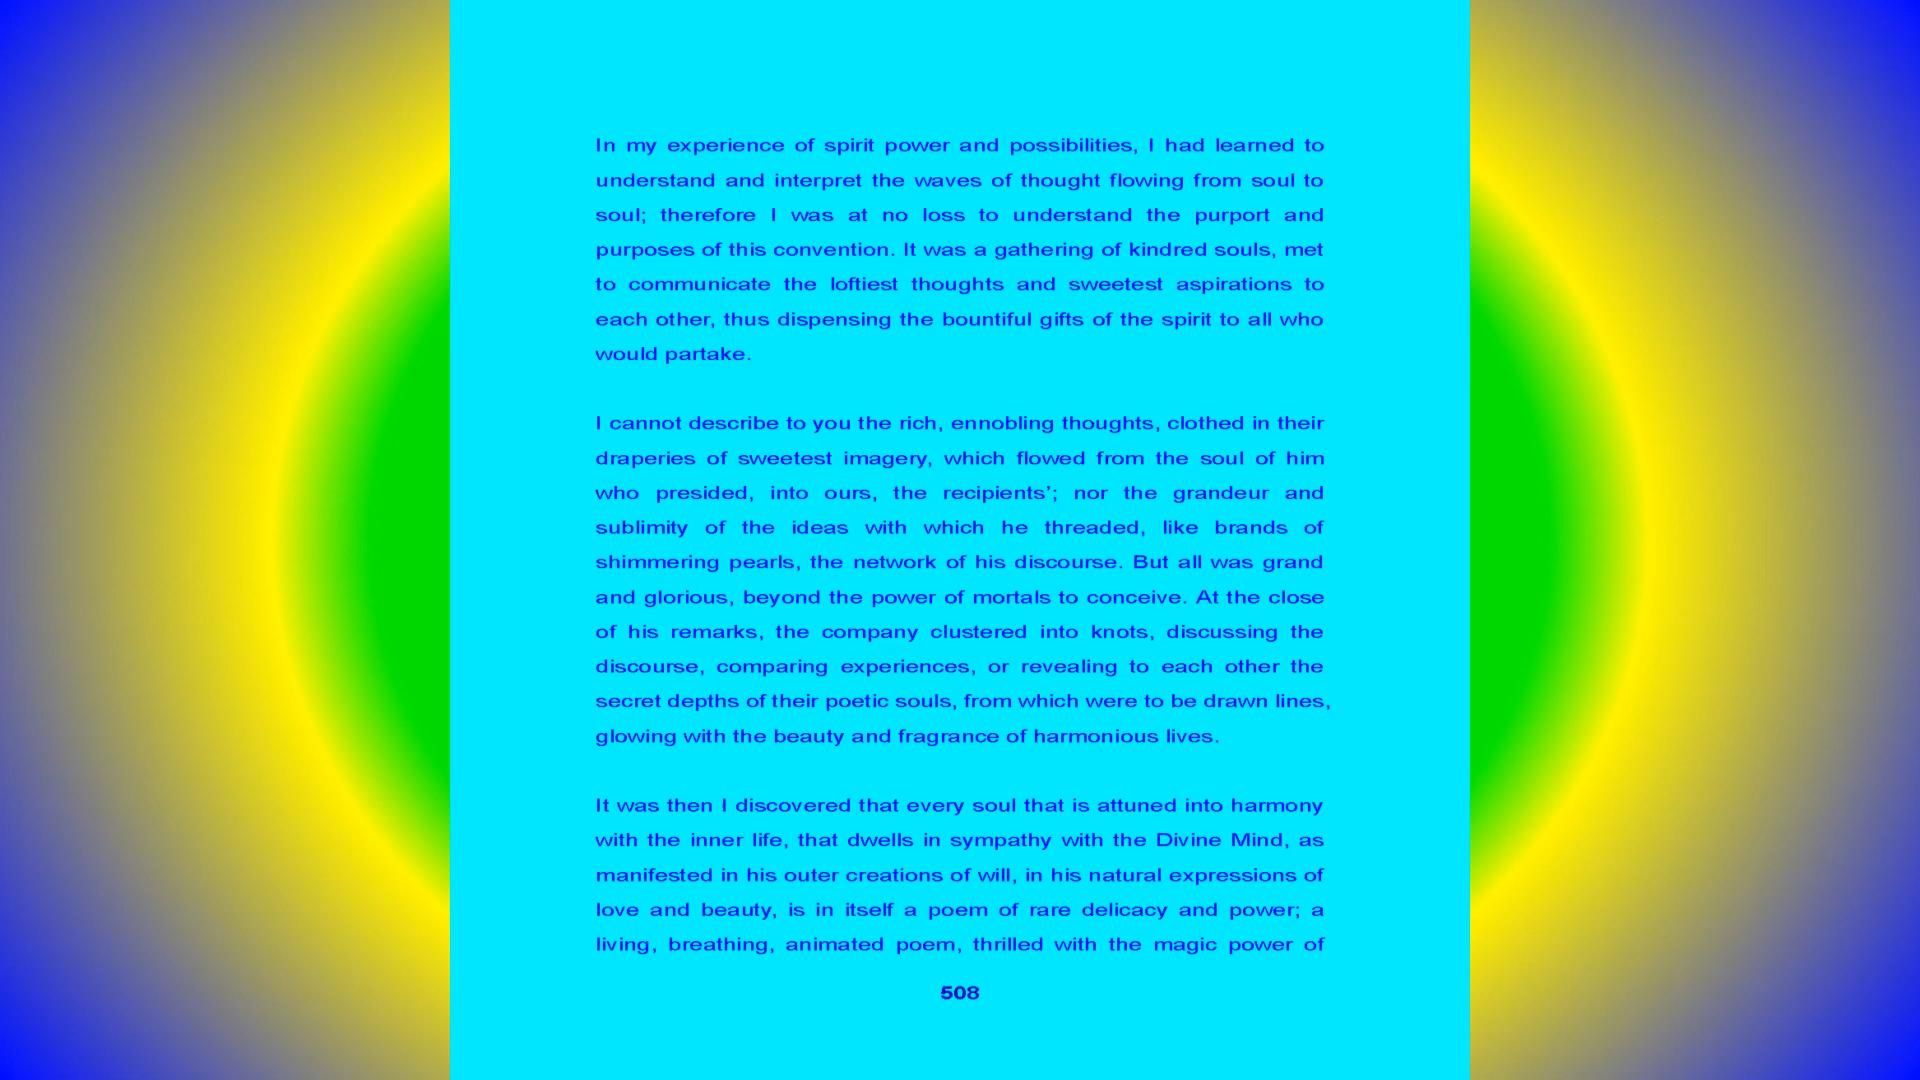 In my experience of spirit power and possibilities, I had learned to
understand and interpret the waves of thought flowing from soul to
soul; therefore I was at no loss to understand the purport and
purposes of this convention. It was a gathering of kindred souls, met
to communicate the loftiest thoughts and sweetest aspirations to
each other, thus dispensing the bountiful gifts of the spirit to all who
would partake.
I cannot describe to you the rich, ennobling thoughts, clothed in their
draperies of sweetest imagery, which flowed from the soul of him
who presided, into ours, the recipients’; nor the grandeur and
sublimity of the ideas with which he threaded, like brands of
shimmering pearls, the network of his discourse. But all was grand
and glorious, beyond the power of mortals to conceive. At the close
of his remarks, the company clustered into knots, discussing the
discourse, comparing experiences, or revealing to each other the
secret depths of their poetic souls, from which were to be drawn lines,
glowing with the beauty and fragrance of harmonious lives.
It was then I discovered that every soul that is attuned into harmony
with the inner life, that dwells in sympathy with the Divine Mind, as
manifested in his outer creations of will, in his natural expressions of
love and beauty, is in itself a poem of rare delicacy and power; a
living, breathing, animated poem, thrilled with the magic power of
508